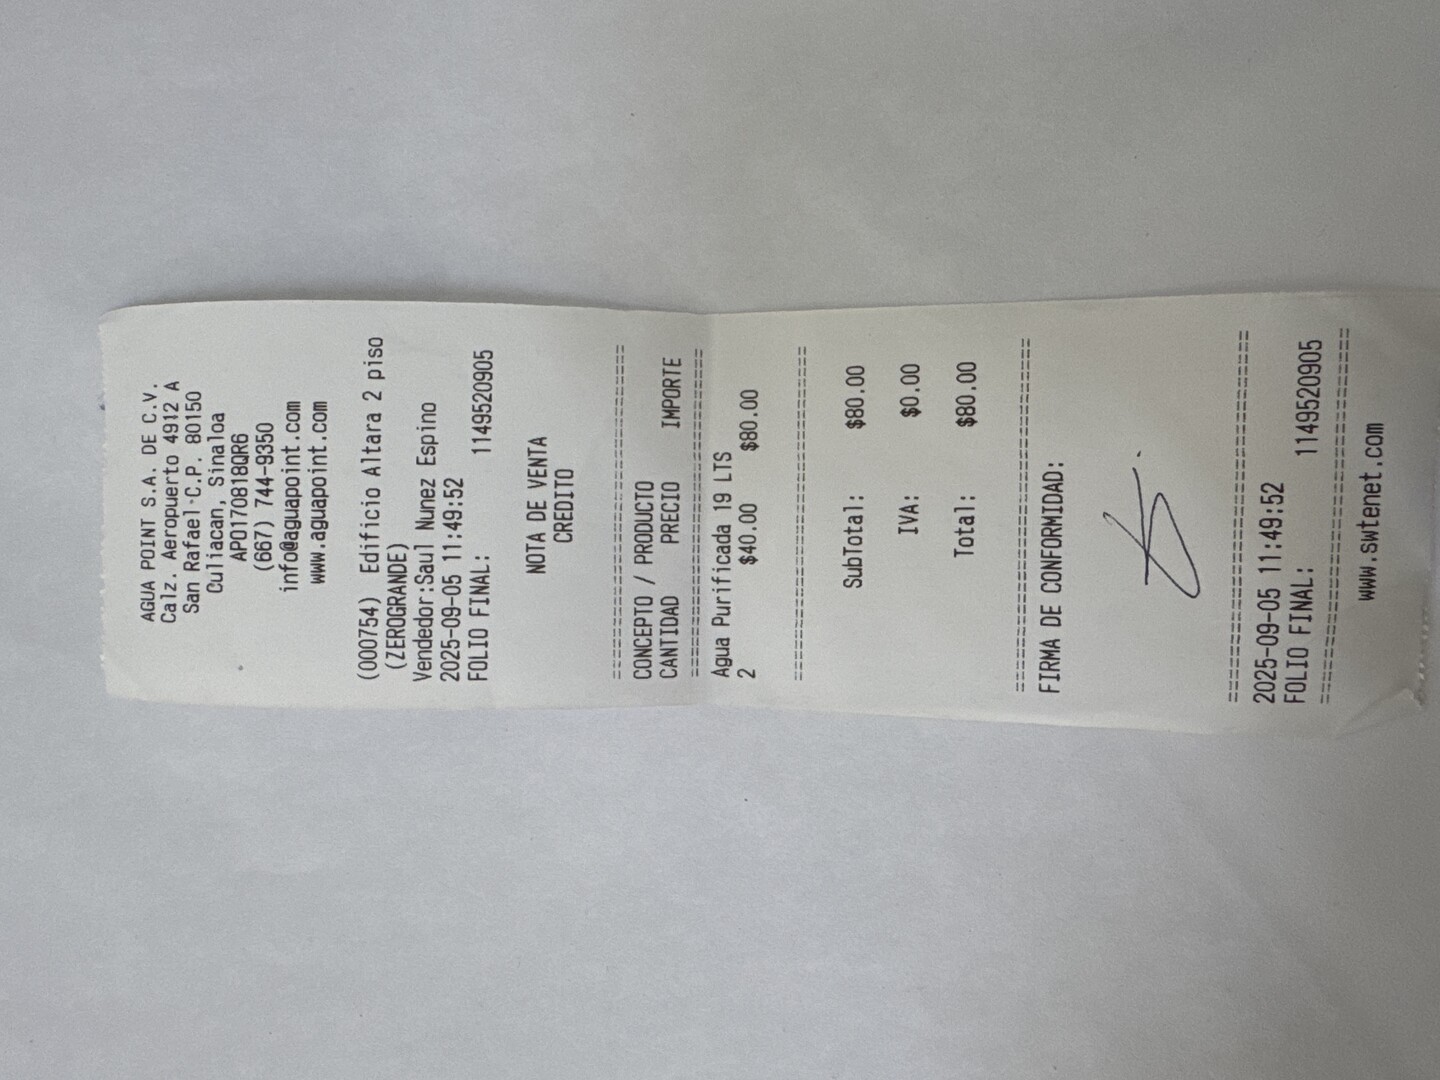 AGUA POINT S.A. DE C.V.
Calz. Aeropuerto 4912 A
San Rafael C.P. 80150
Culiacan, Sinaloa
APO170818QR6
(667) 744-9350
info@aguapoint.com
www.aguapoint.com
(000754) Edificio Altara 2 piso
(ZEROGRANDE)
Vendedor:Saul Nunez Espino
2025-09-05 11:49:52
FOLIO FINAL: 1149520905
NOTA DE VENTA
CREDITO
================================
CONCEPTO / PRODUCTO
CANTIDAD PRECIO IMPORTE
================================
Agua Purificada 19 LTS
2 $40.00 $80.00
================================
SubTotal: $80.00
IVA: $0.00
Total: $80.00
================================
FIRMA DE CONFORMIDAD:
================================
2025-09-05 11:49:52
FOLIO FINAL: 1149520905
================================
www.swtenet.com